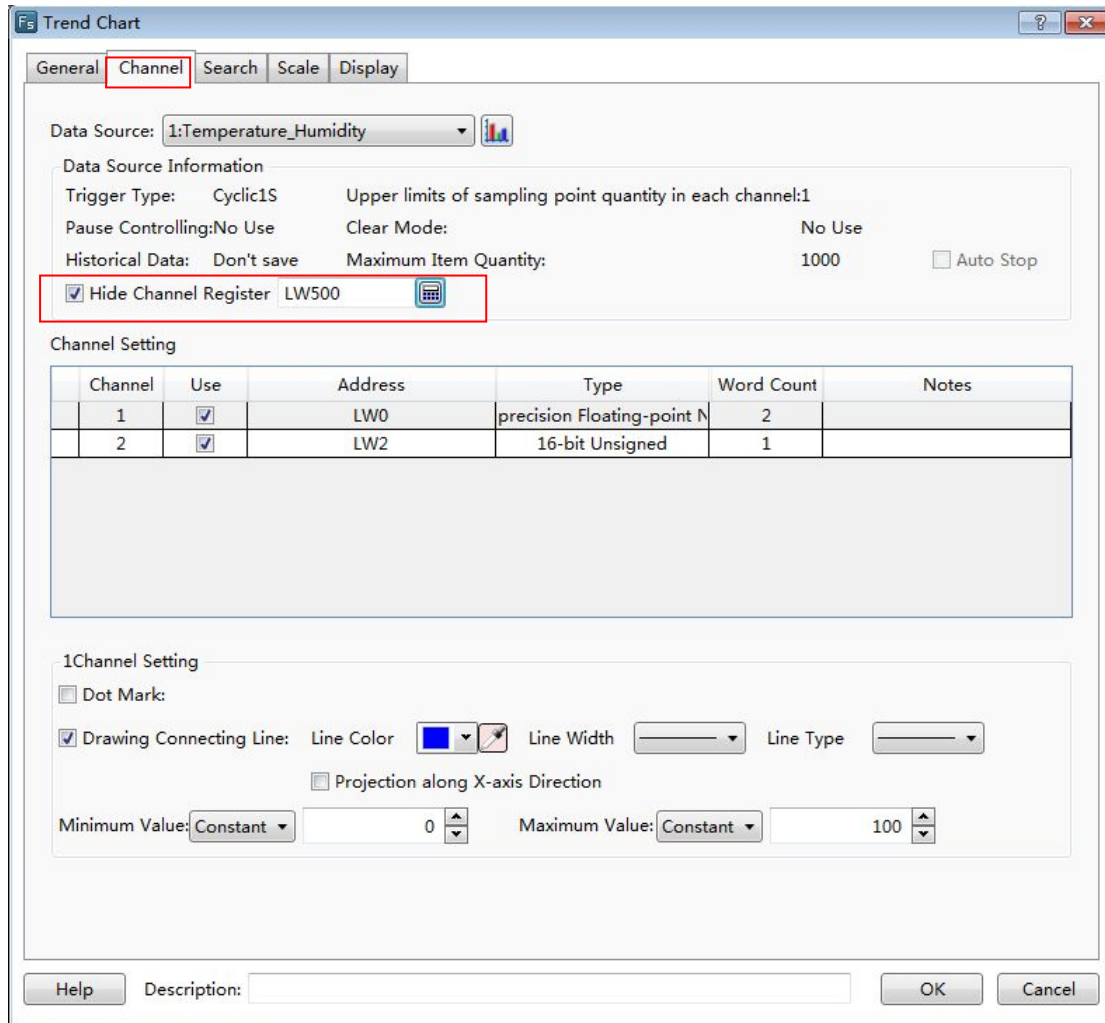 Fs Trend Chart ?
General Channel Search Scale Display
Data Source: 1:Temperature_Humidity
Data Source Information
Trigger Type: Cyclic1S Upper limits of sampling point quantity in each channel:1
Pause Controlling:No Use Clear Mode: No Use
Historical Data: Don't save Maximum Item Quantity: 1000 Auto Stop
Hide Channel Register LW500
Channel Setting
Channel Use Address Type Word Count Notes
1 LW0 precision Floating-point N 2
2 LW2 16-bit Unsigned 1
1Channel Setting
Dot Mark:
Drawing Connecting Line: Line Color Line Width Line Type
Projection along X-axis Direction
Minimum Value: Constant 0 Maximum Value: Constant 100
Help Description: OK Cancel